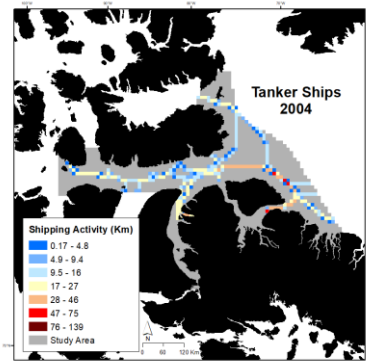 Tanker Ships
2004
Shipping Activity (Km)
0.17 - 4.8
4.9 - 9.4
9.5 - 16
17 - 27
28 - 46
47 - 75
76 - 139
Study Area
N
0 60 120 Km